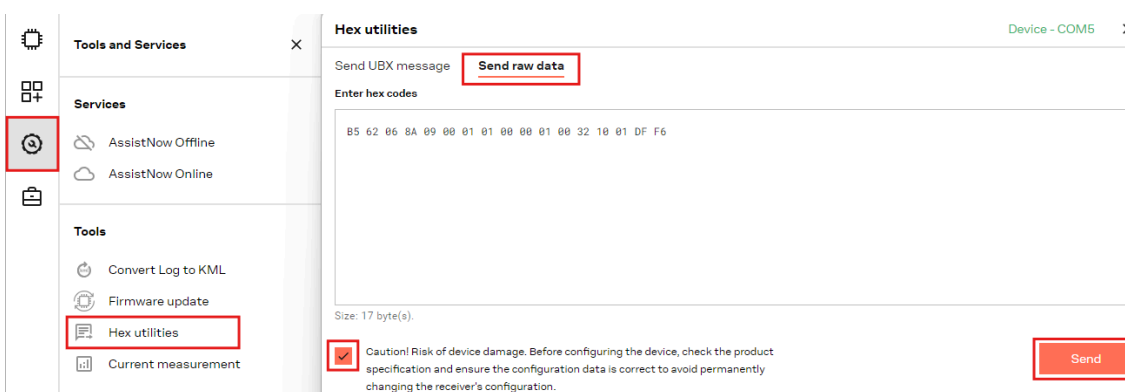 Tools and Services
Services
AssistNow Offline
AssistNow Online
Tools
Convert Log to KML
Firmware update
Hex utilities
Current measurement
Hex utilities
Device - COM5
Send UBX message
Send raw data
Enter hex codes
B5 62 06 8A 09 00 01 01 00 00 01 00 32 10 01 DF F6
Size: 17 byte(s).
Caution! Risk of device damage. Before configuring the device, check the product
specification and ensure the configuration data is correct to avoid permanently
changing the receiver's configuration.
Send